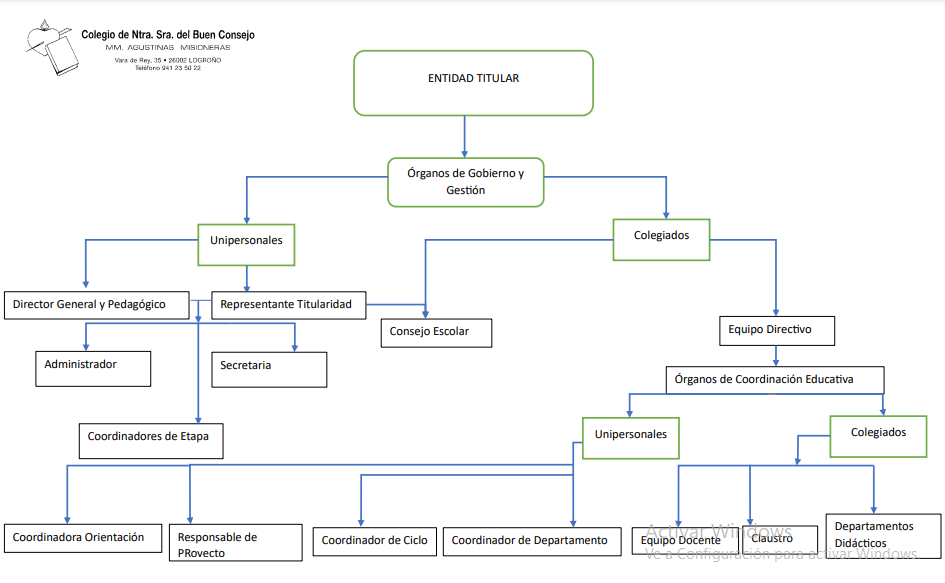 Colegio de Ntra. Sra. del Buen Consejo
MM. AGUSTINAS MISIONERAS
Vara de Rey, 35 • 26002 LOGROÑO
Teléfono 941 23 50 22
ENTIDAD TITULAR
Órganos de Gobierno y
Gestión
Unipersonales
Colegiados
Director General y Pedagógico
Representante Titularidad
Consejo Escolar
Equipo Directivo
Administrador
Secretaria
Órganos de Coordinación Educativa
Coordinadores de Etapa
Unipersonales
Colegiados
Coordinadora Orientación
Responsable de
PRoyecto
Coordinador de Ciclo
Coordinador de Departamento
Equipo Docente
Claustro
Departamentos
Didácticos
Activar Windows
Ve a Configuración para activar Windows.